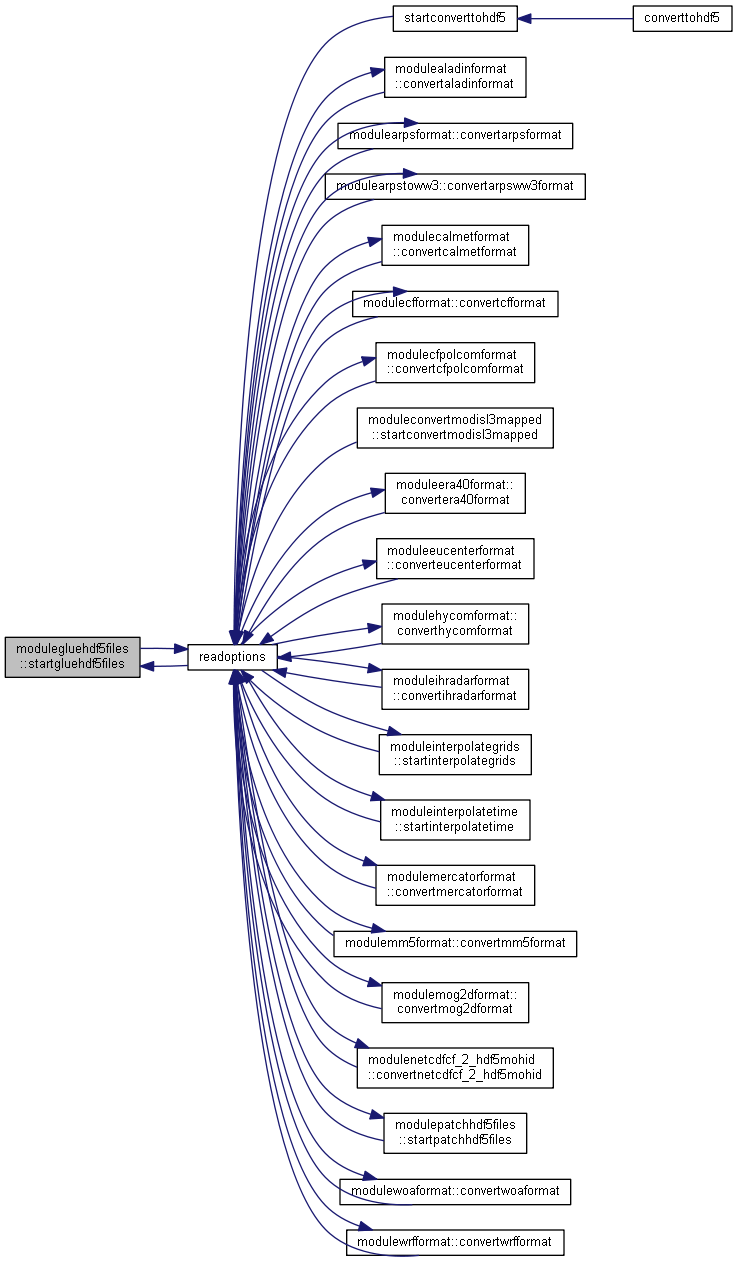 startconverttohdf5
converttohdf5
modulealadinformat
::convertaladinformat
modulearpsformat::convertarpsformat
modulearpstoww3::convertarpsww3format
modulecalmetformat
::convertcalmetformat
modulecfformat::convertcfformat
modulecfpolcomformat
::convertcfpolcomformat
moduleconvertmodisl3mapped
::startconvertmodisl3mapped
moduleera40format::
convertera40format
moduleeucenterformat
::converteucenterformat
modulegluehdf5files
::startgluehdf5files
readoptions
modulehycomformat::
converthycomformat
moduleihradarformat
::convertihradarformat
moduleinterpolategrids
::startinterpolategrids
moduleinterpolatetime
::startinterpolatetime
modulemercatorformat
::convertmercatorformat
modulemm5format::convertmm5format
modulemog2dformat::
convertmog2dformat
modulenetcdfcf_2_hdf5mohid
::convertnetcdfcf_2_hdf5mohid
modulepatchhdf5files
::startpatchhdf5files
modulewoaformat::convertwoaformat
modulewrfformat::convertwrfformat